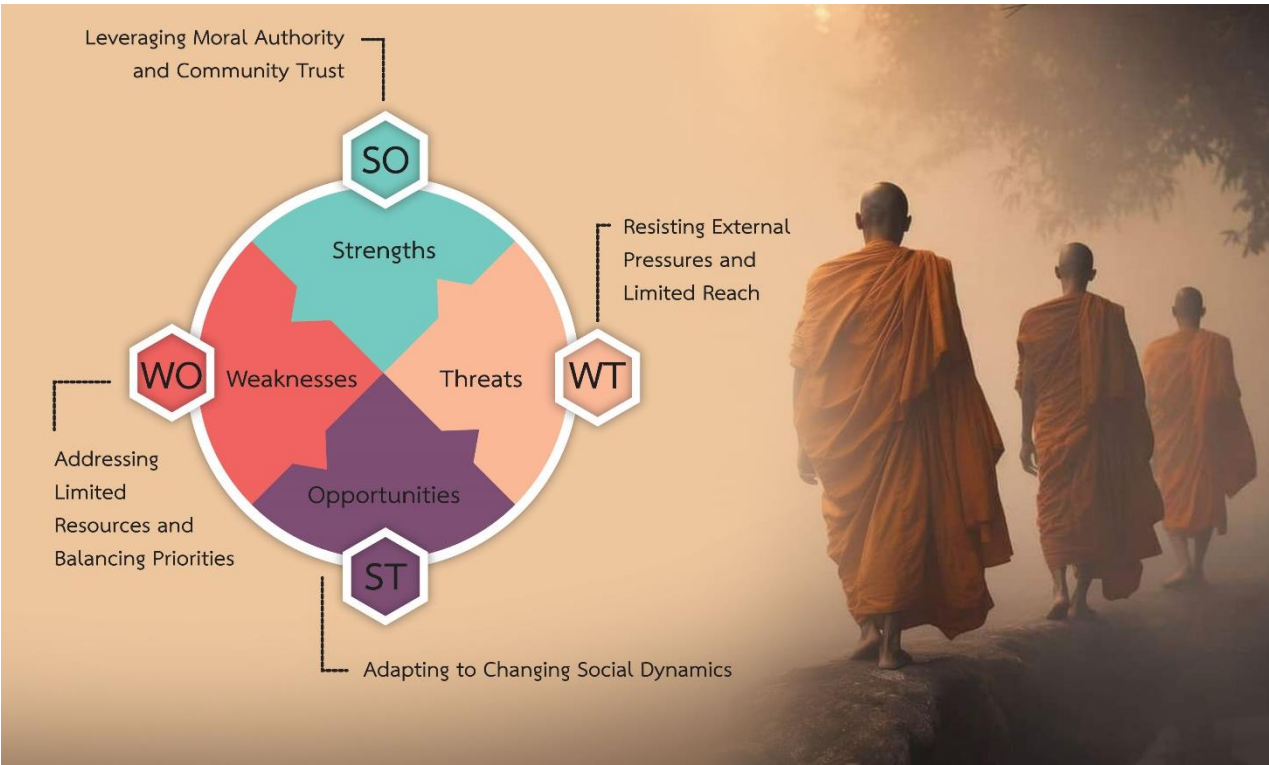 Leveraging Moral Authority
and Community Trust
SO
Strengths
Resisting External
Pressures and
Limited Reach
WO
Weaknesses
Threats
WT
Addressing
Limited
Resources and
Balancing Priorities
Opportunities
ST
Adapting to Changing Social Dynamics